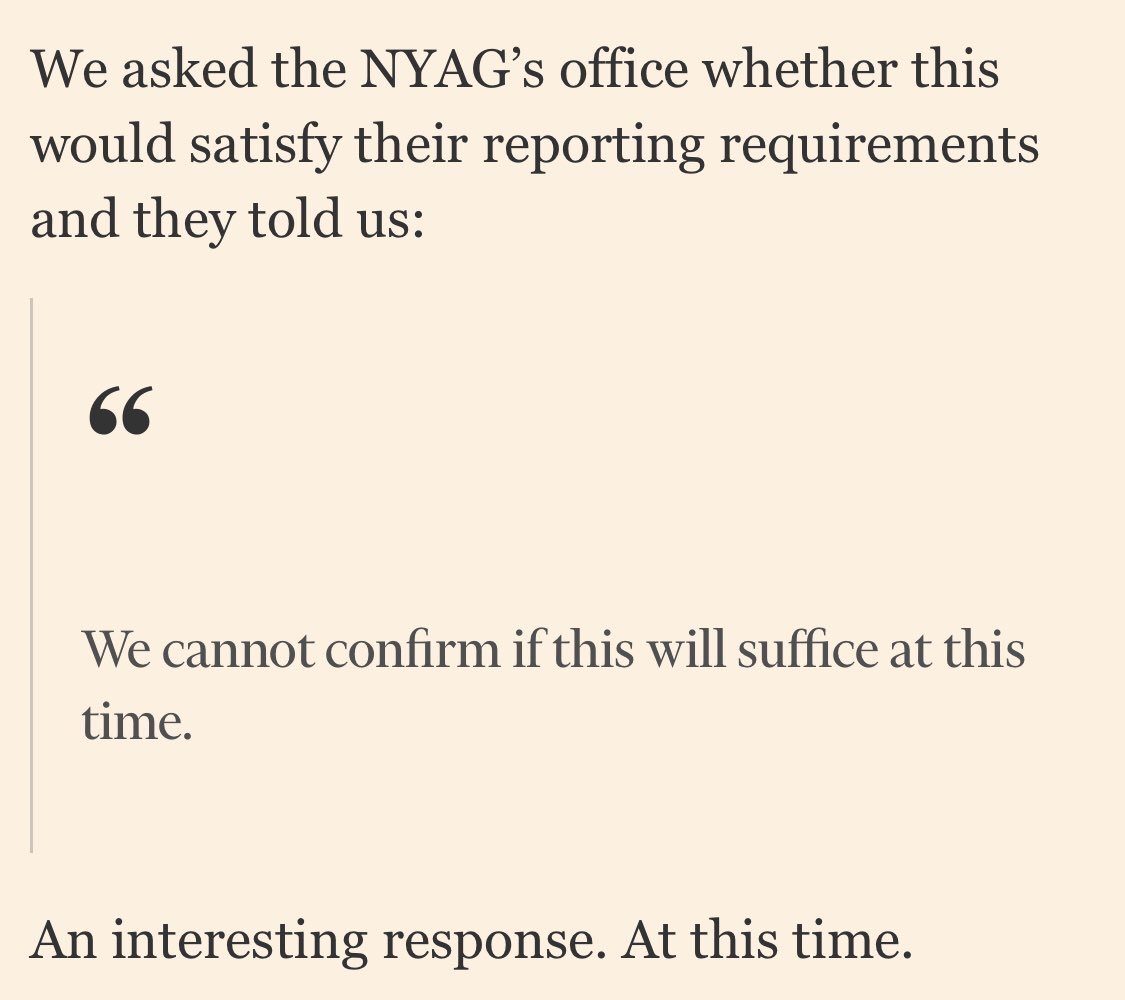 We asked the NYAG’s office whether this
would satisfy their reporting requirements
and they told us:
“
We cannot confirm if this will suffice at this
time.
An interesting response. At this time.